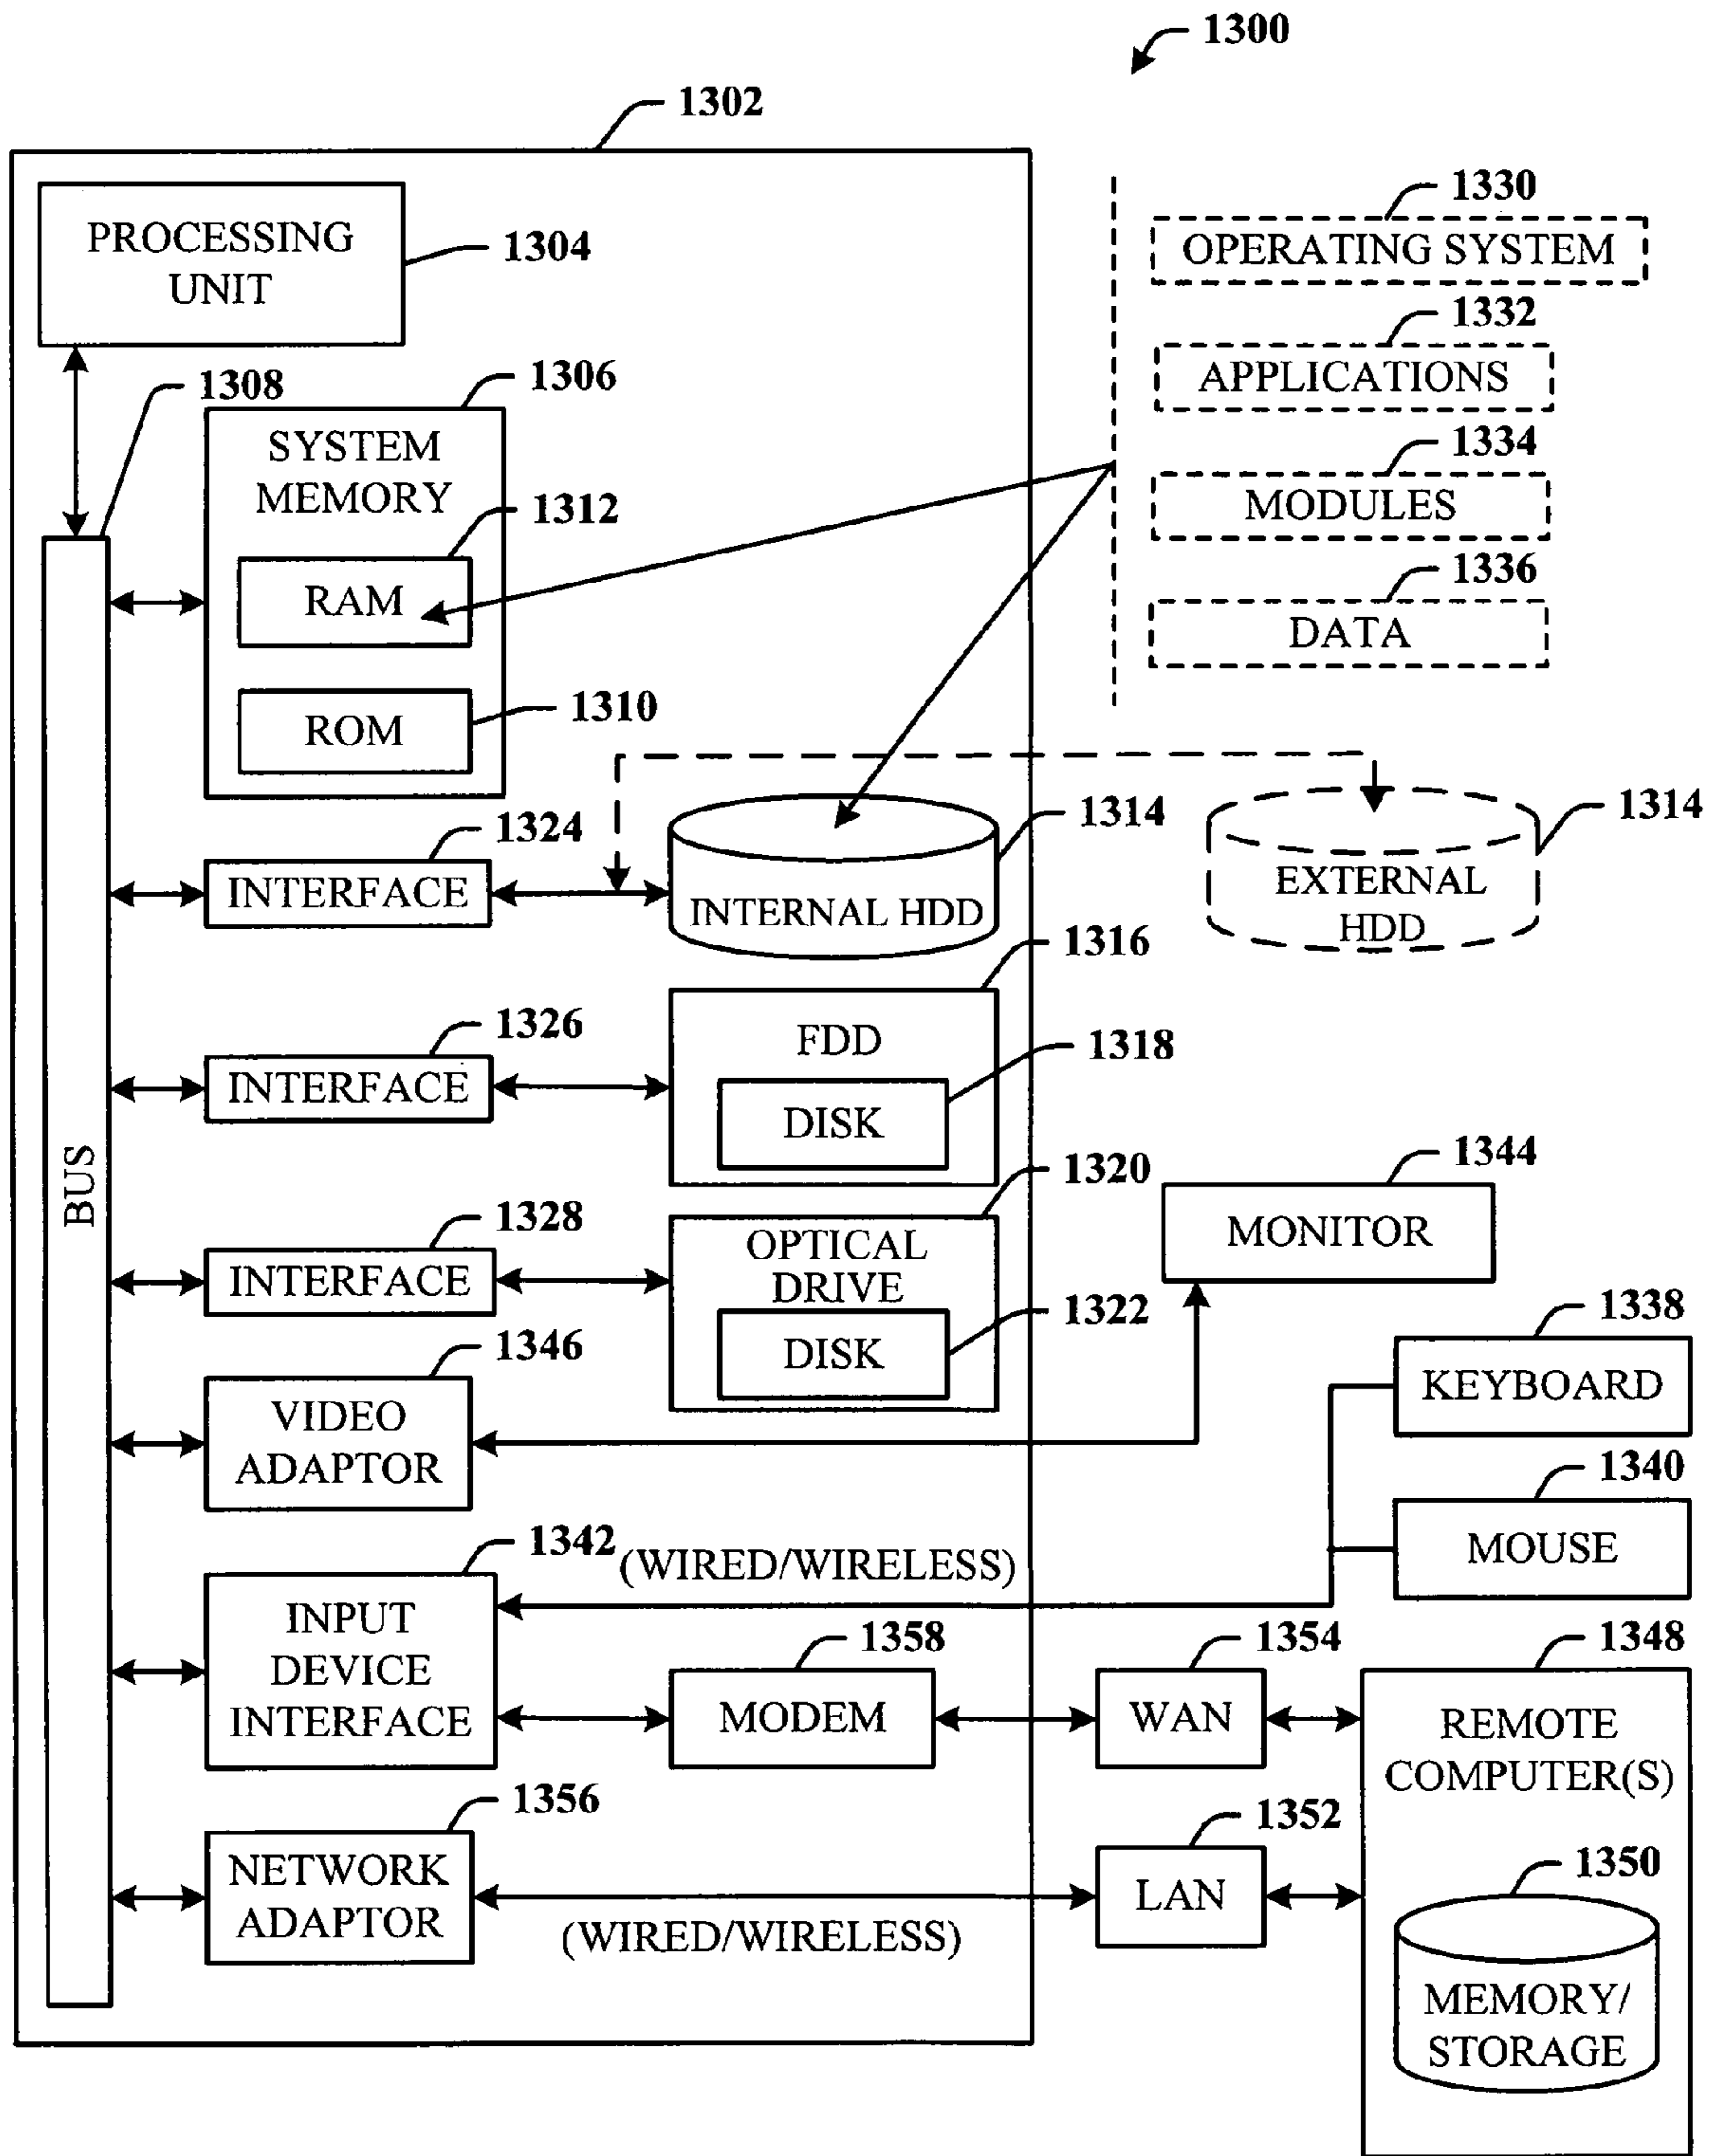 1300
1302
PROCESSING
UNIT
1304
1330
OPERATING SYSTEM
1332
APPLICATIONS
1334
MODULES
1336
DATA
1308
1306
SYSTEM
MEMORY
1312
RAM
1310
ROM
1324
INTERFACE
1314
INTERNAL HDD
1314
EXTERNAL
HDD
1326
INTERFACE
1316
FDD
1318
DISK
BUS
1328
INTERFACE
1320
OPTICAL
DRIVE
1322
DISK
1344
MONITOR
1346
VIDEO
ADAPTOR
1338
KEYBOARD
1340
MOUSE
1342
(WIRED/WIRELESS)
INPUT
DEVICE
INTERFACE
1358
MODEM
1354
WAN
1348
REMOTE
COMPUTER(S)
1356
NETWORK
ADAPTOR
(WIRED/WIRELESS)
1352
LAN
1350
MEMORY/
STORAGE